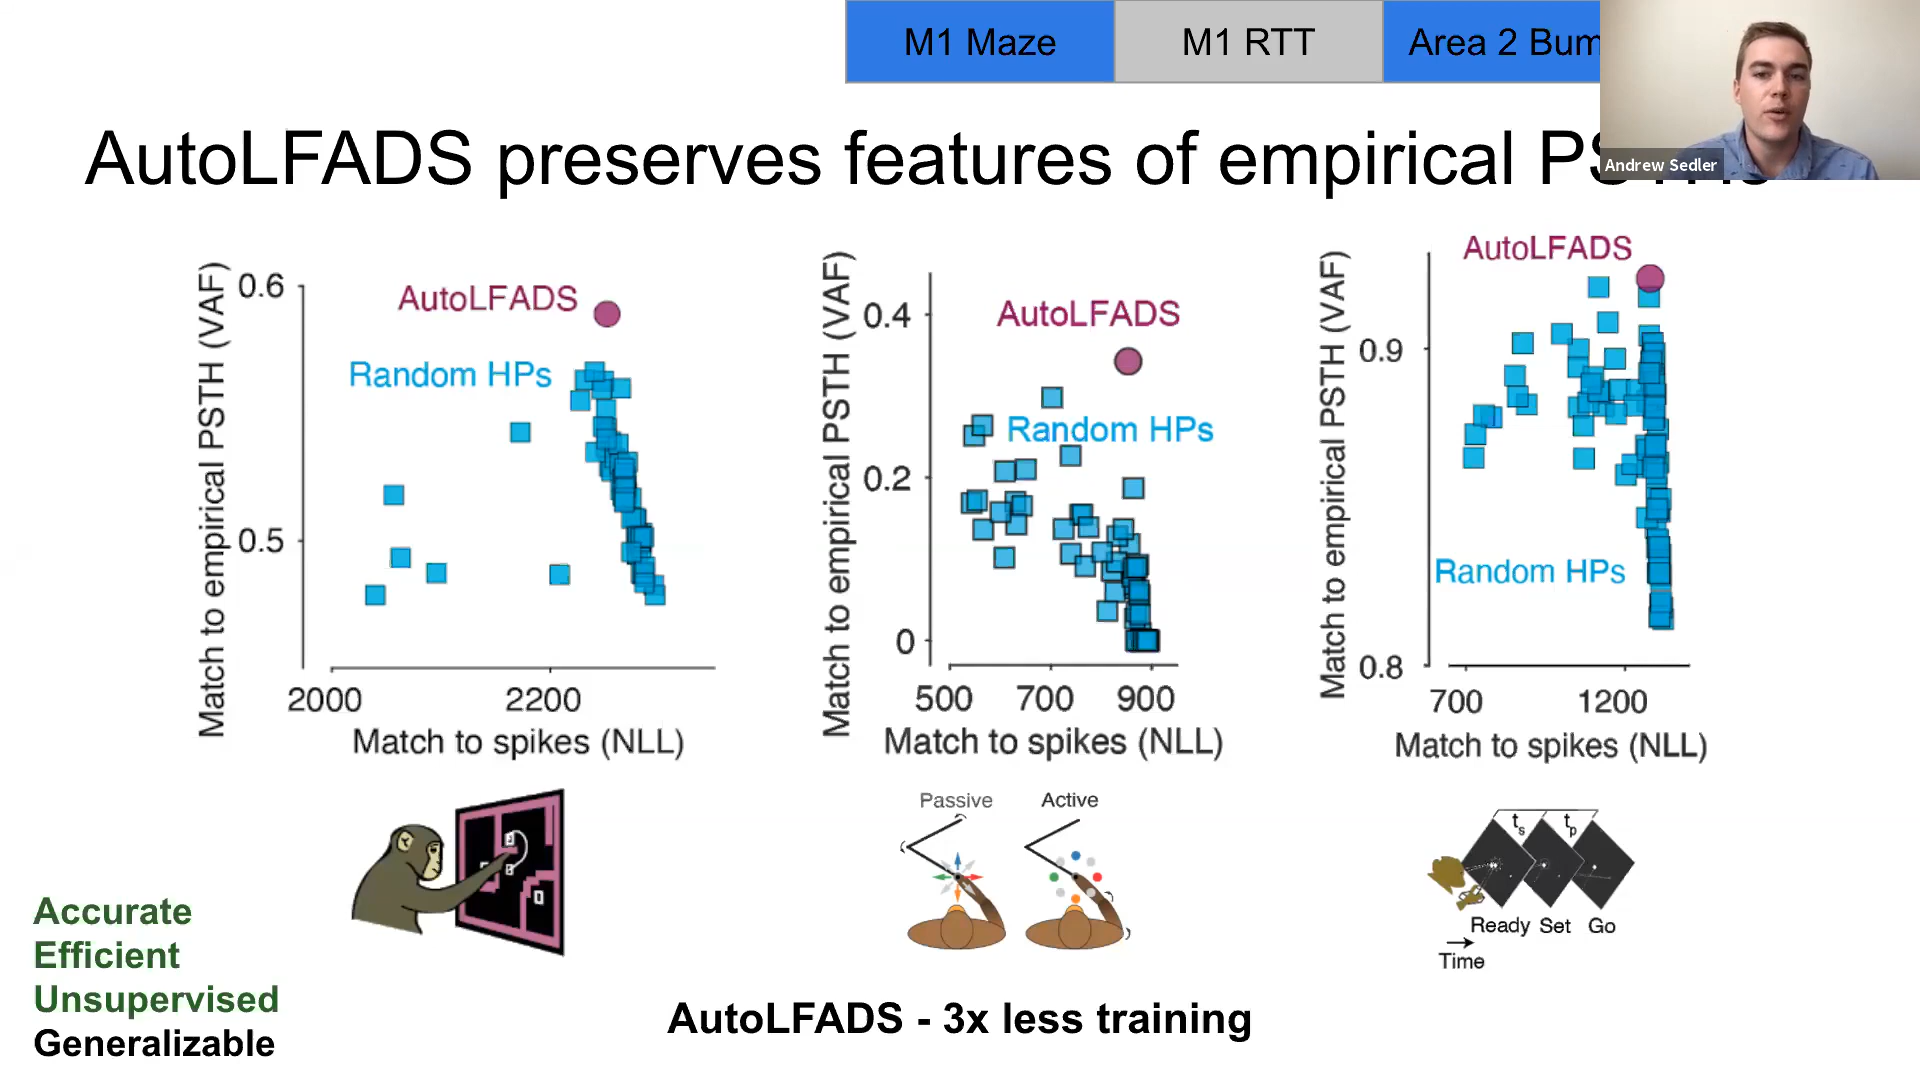 M1 Maze
M1 RTT
Area 2 Bum
Andrew Sedler
AutoLFADS preserves features of empirical
Match to empirical PSTH (VAF)
0.6
0.5
AutoLFADS
Random HPs
2000
2200
Match to spikes (NLL)
Match to empirical PSTH (VAF)
0.4
0.2
0
AutoLFADS
Random HPs
500
700
900
Match to spikes (NLL)
Match to empirical PSTH (VAF)
0.9
0.8
AutoLFADS
Random HPs
700
1200
Match to spikes (NLL)
Passive
Active
ts
tp
Ready Set Go
Time
Accurate
Efficient
Unsupervised
Generalizable
AutoLFADS - 3x less training